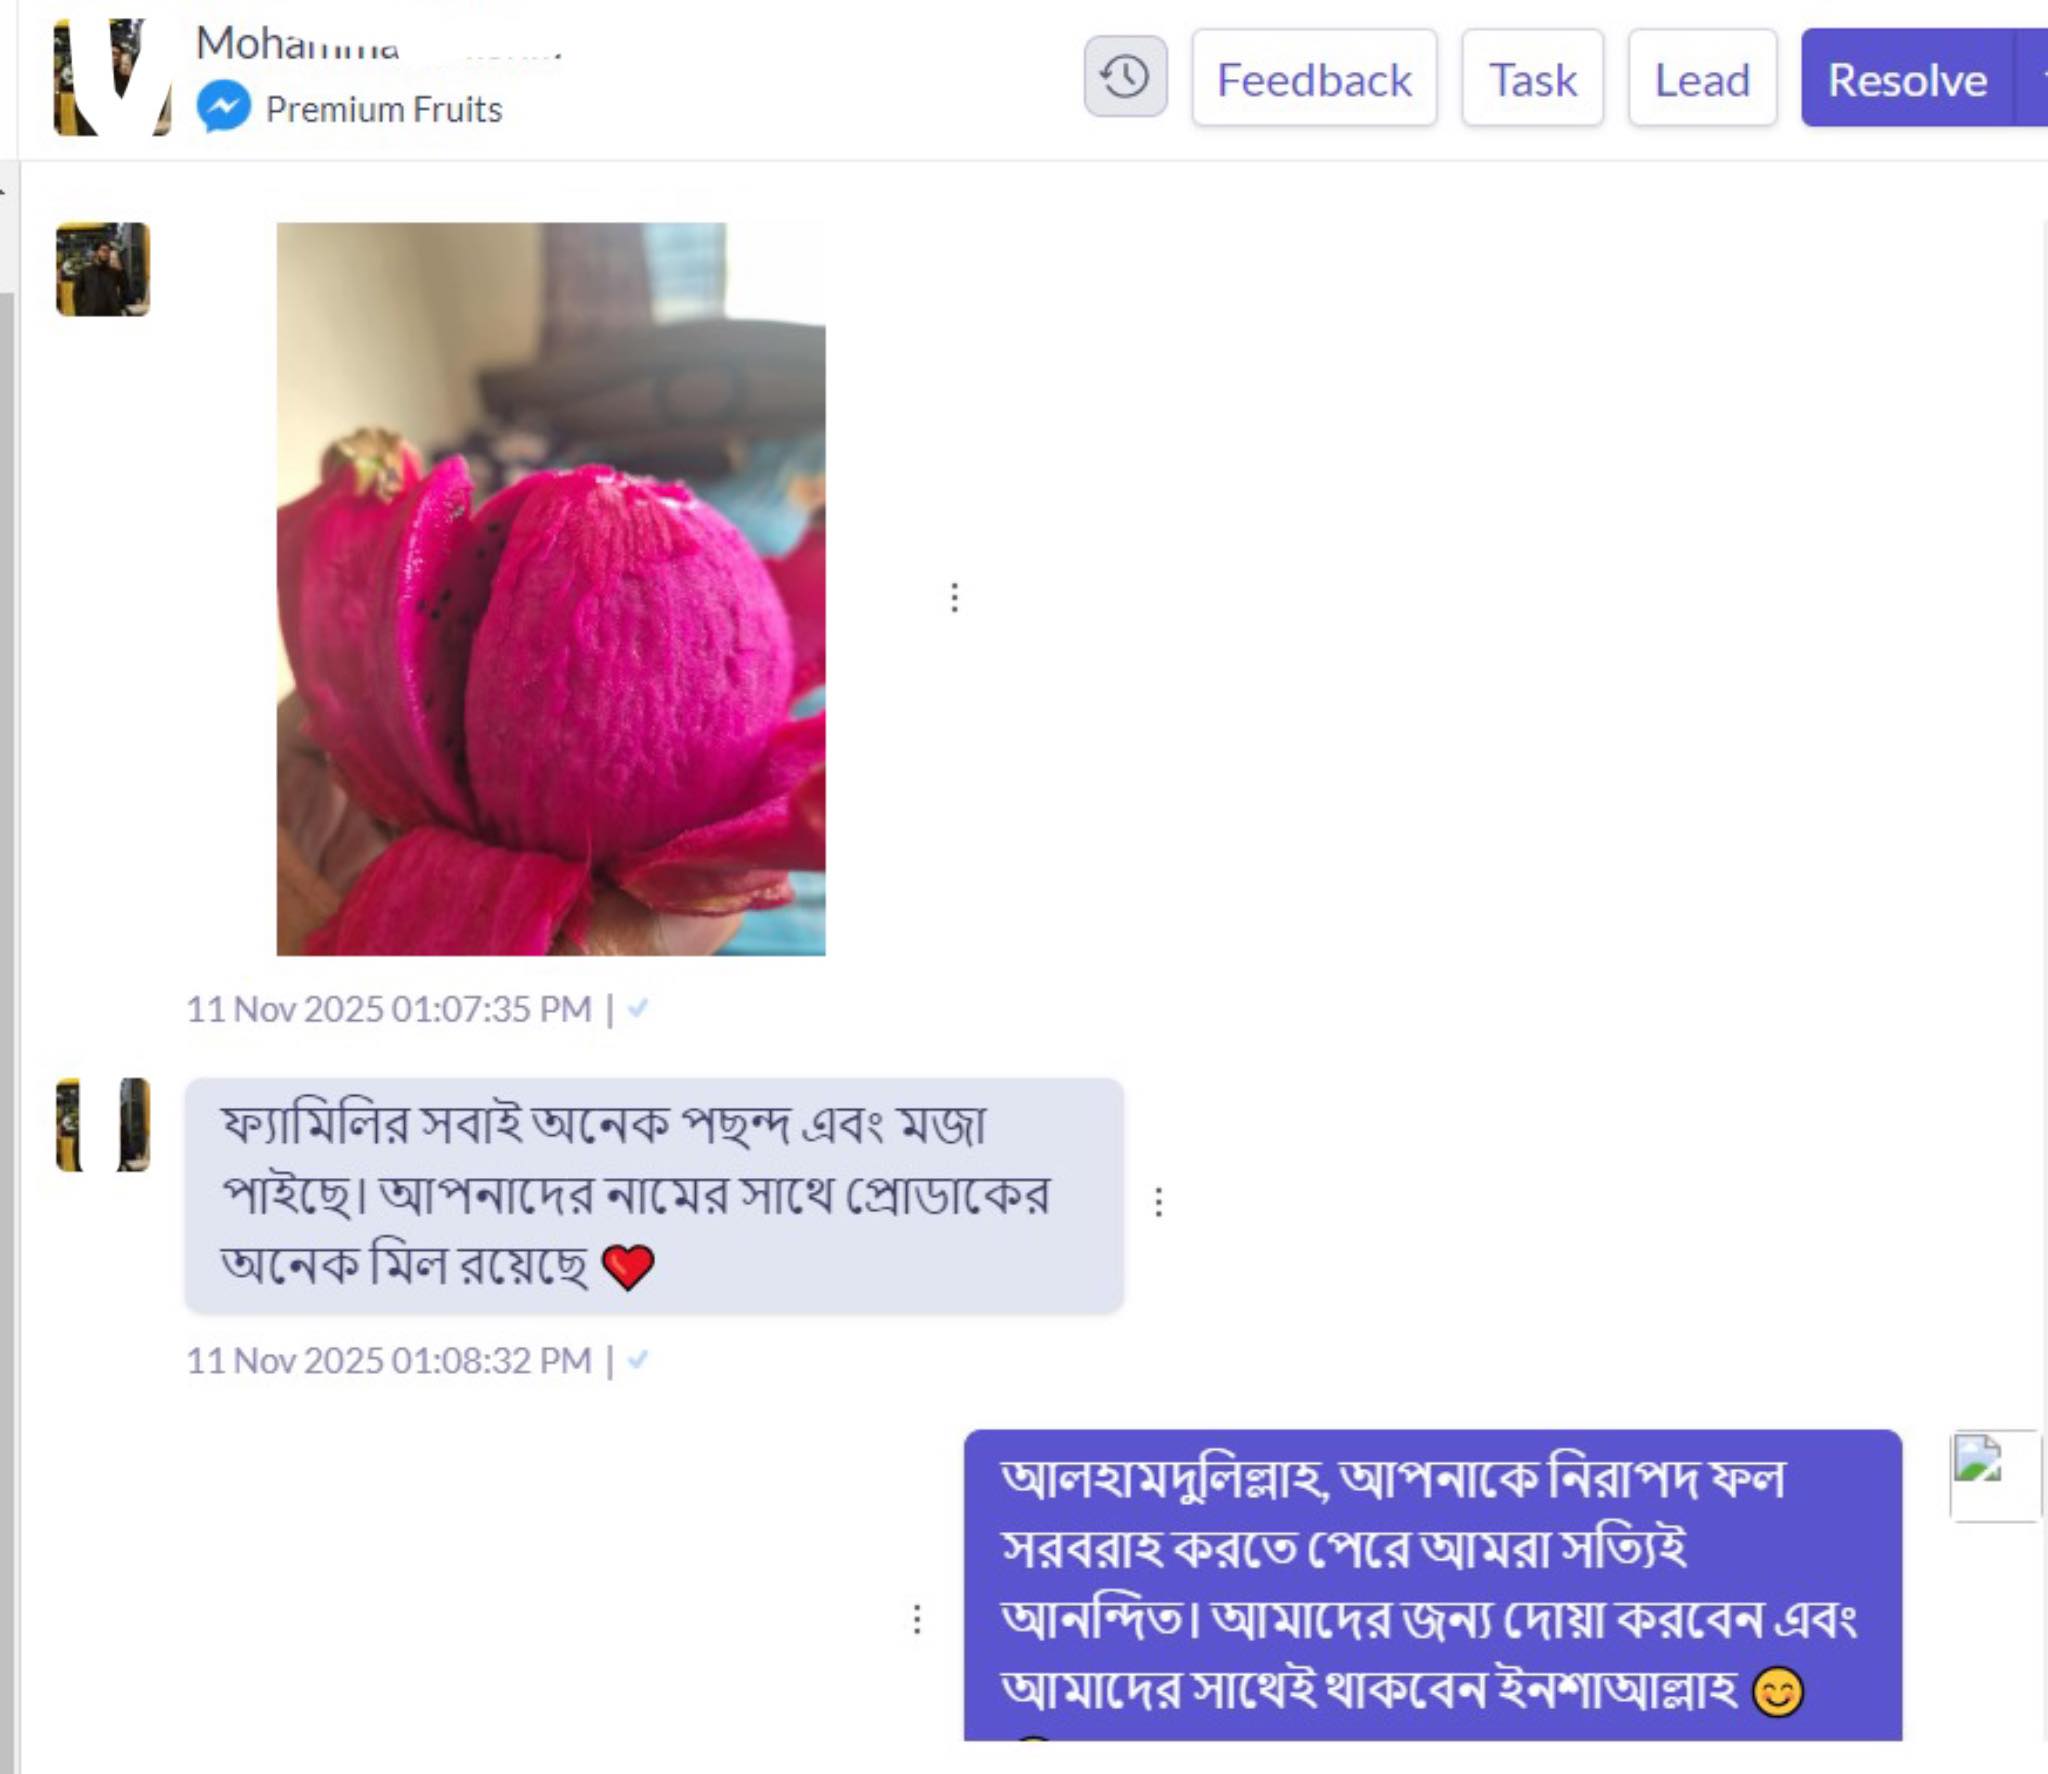 Premium Fruits
Feedback
Task
Lead
Resolve
11 Nov 2025 01:07:35 PM |
ফ্যামিলির সবাই অনেক পছন্দ এবং মজা
পাইছে। আপনাদের নামের সাথে প্রোডাকের
অনেক মিল রয়েছে ❤️
11 Nov 2025 01:08:32 PM |
আলহামদুলিল্লাহ, আপনাকে নিরাপদ ফল
সরবরাহ করতে পেরে আমরা সত্যিই
আনন্দিত। আমাদের জন্য দোয়া করবেন এবং
আমাদের সাথেই থাকবেন ইনশাআল্লাহ 😊